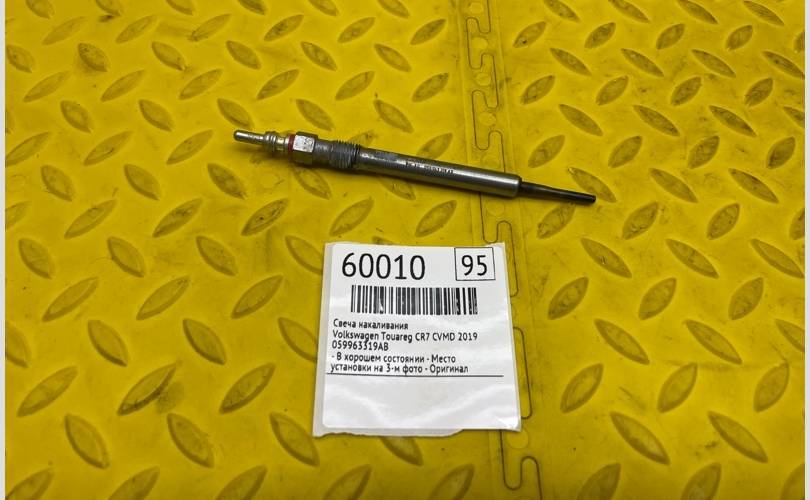 60010 95
Свеча накаливания
Volkswagen Touareg CR7 CVMD 2019
059963319AB
- В хорошем состоянии - Место
установки на 3-м фото - Оригинал